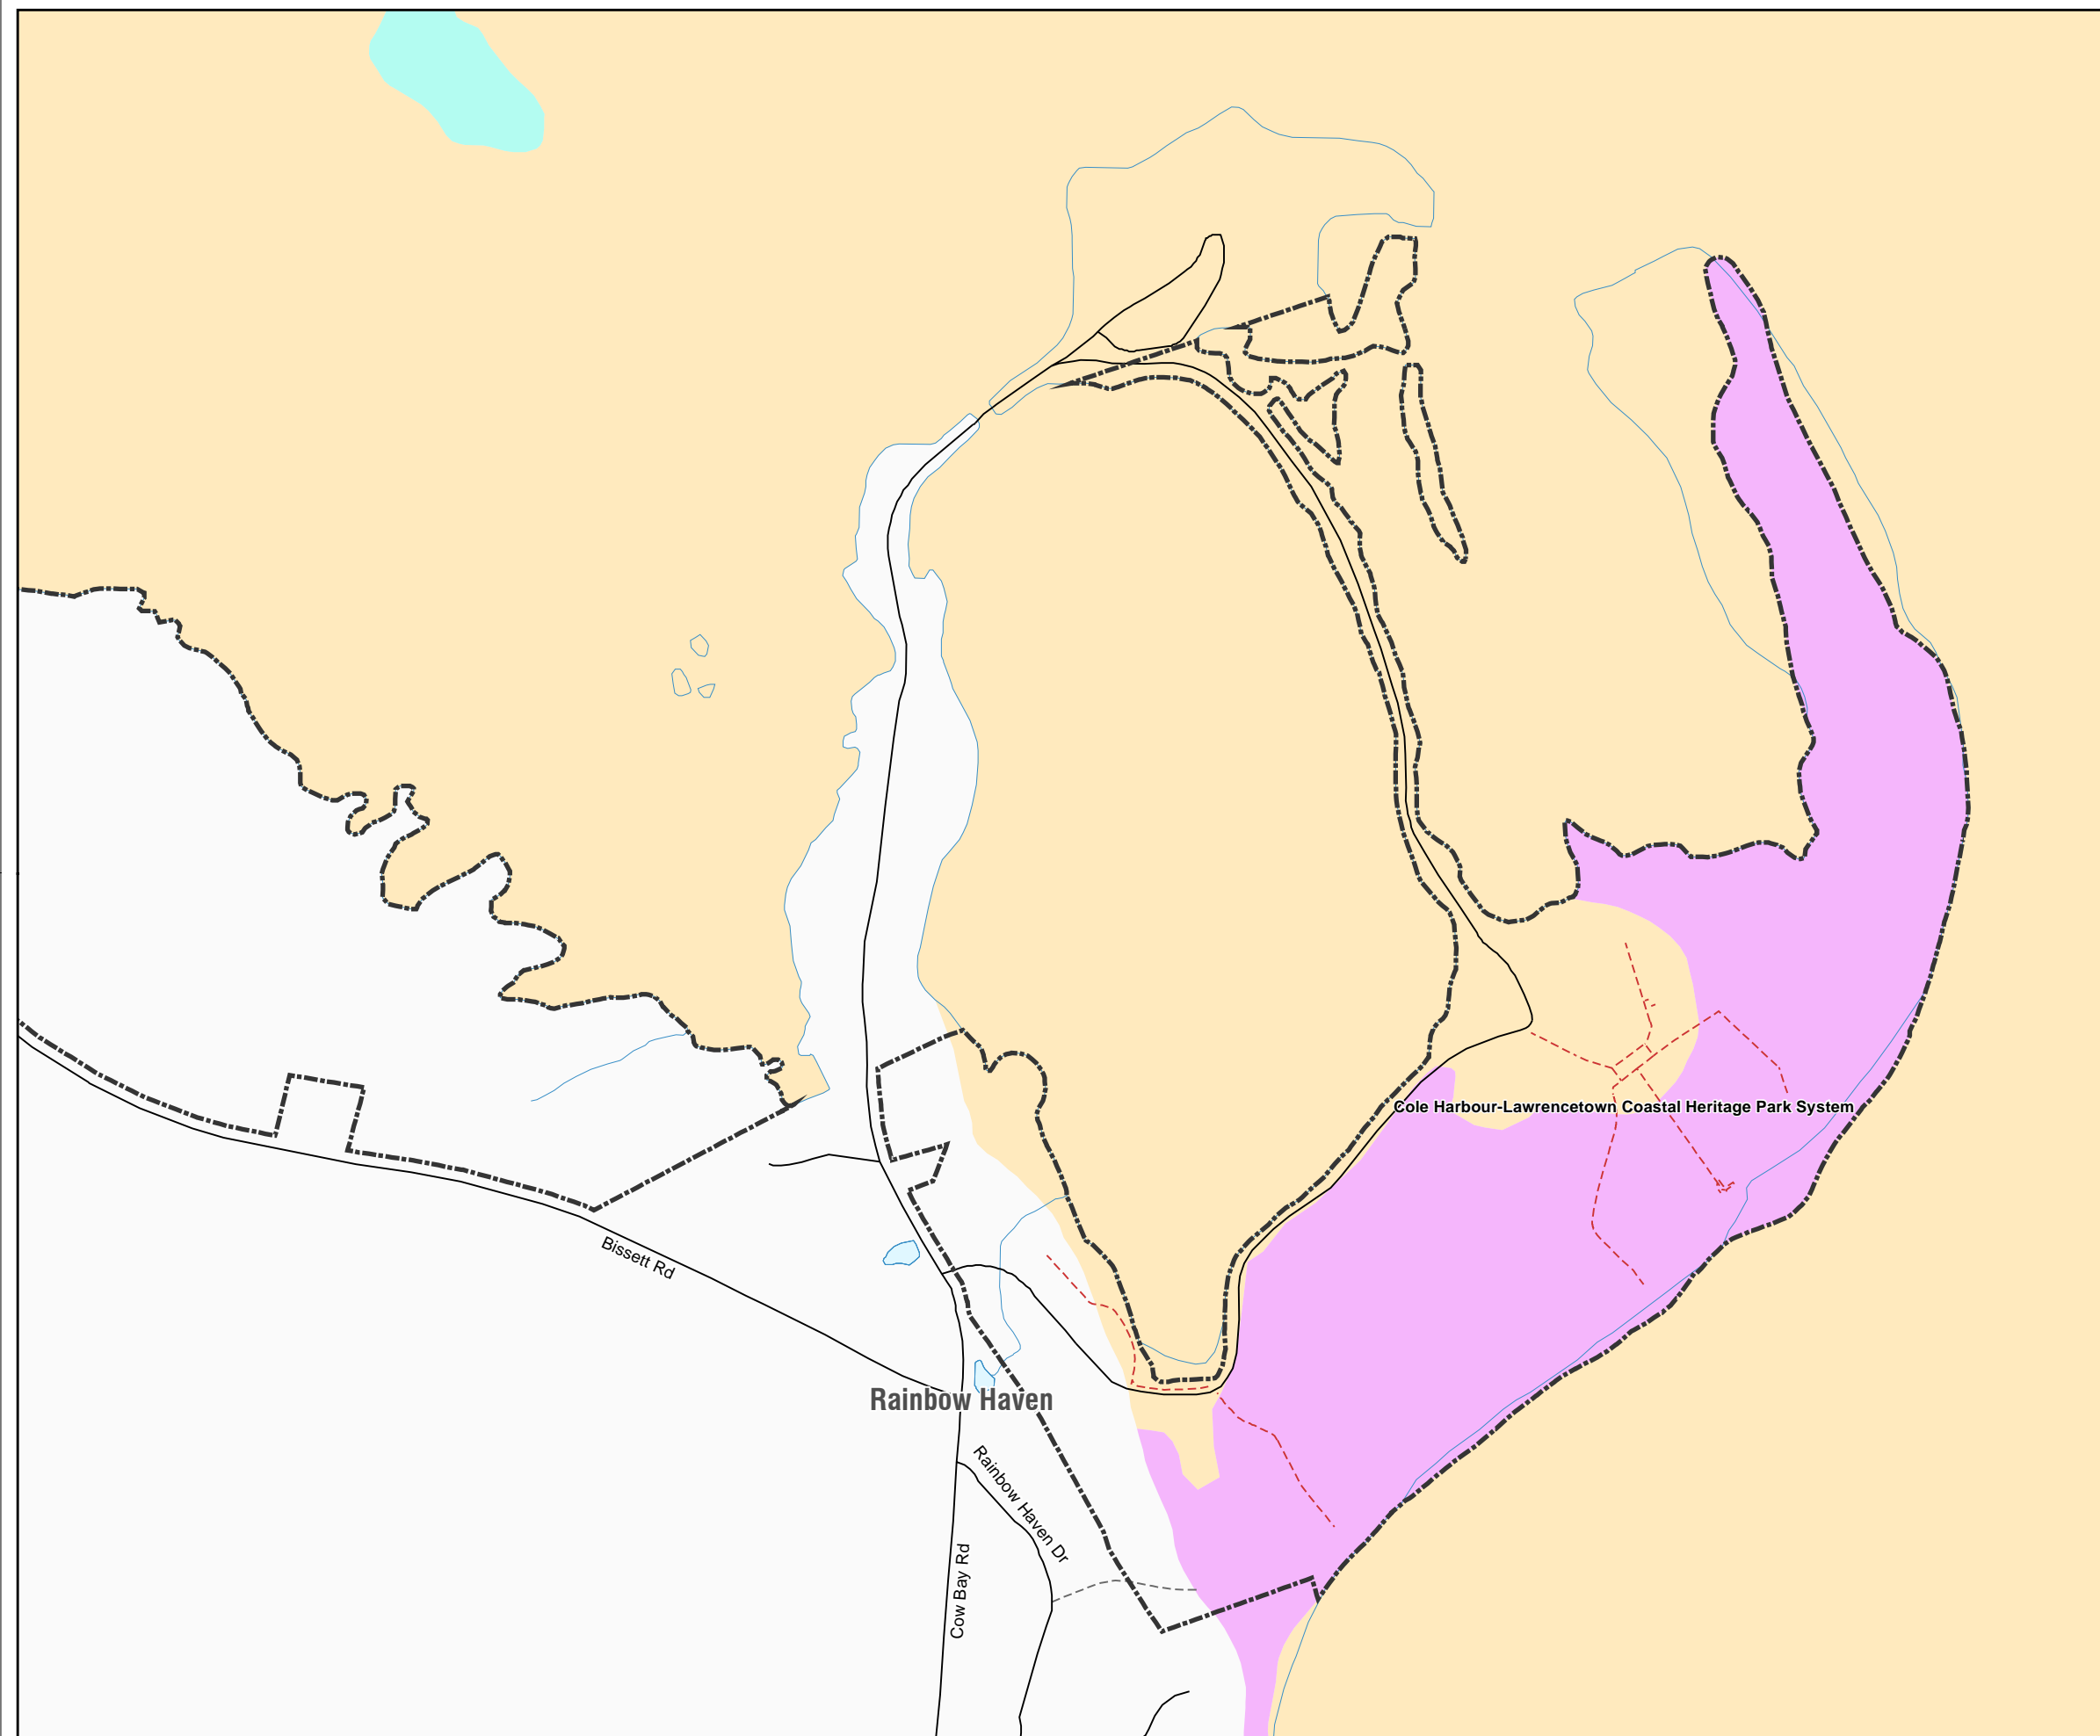 Cole Harbour-Lawrencetown Coastal Heritage Park System
Bissett Rd
Rainbow Haven
Rainbow Haven Dr
Cow Bay Rd